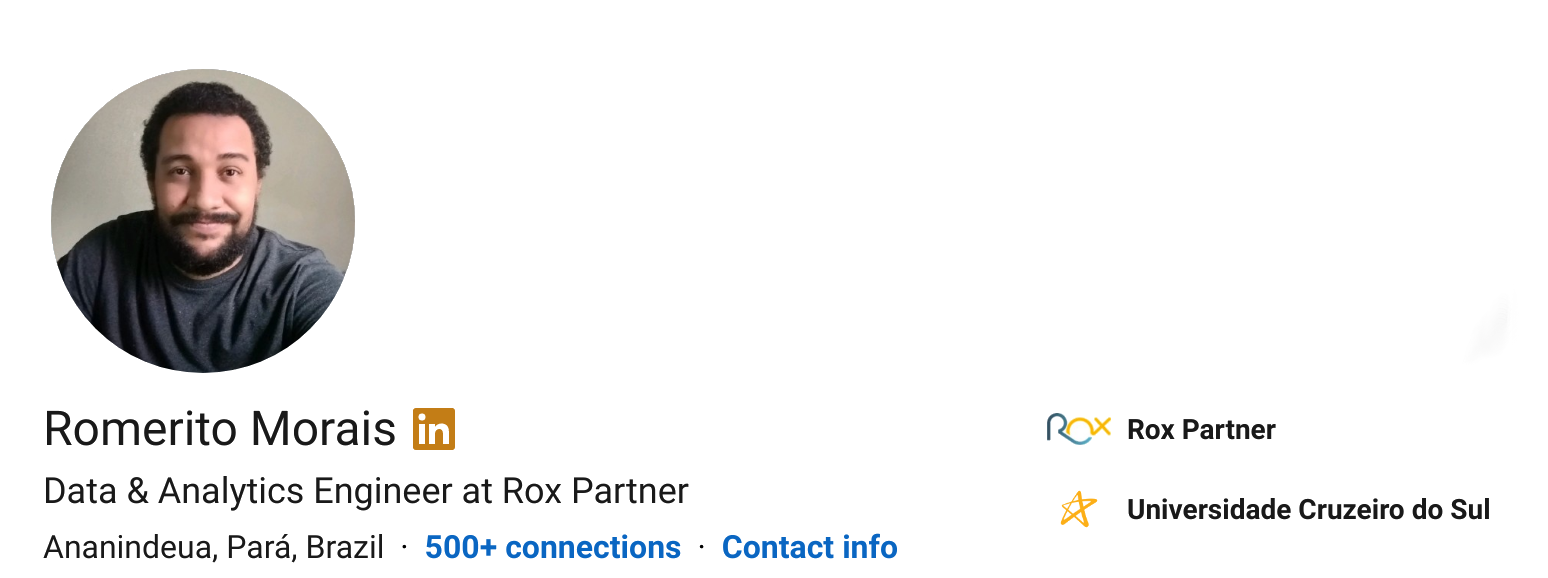 Romerito Morais in
Data & Analytics Engineer at Rox Partner
Ananindeua, Pará, Brazil · 500+ connections · Contact info
Rox Rox Partner
Universidade Cruzeiro do Sul